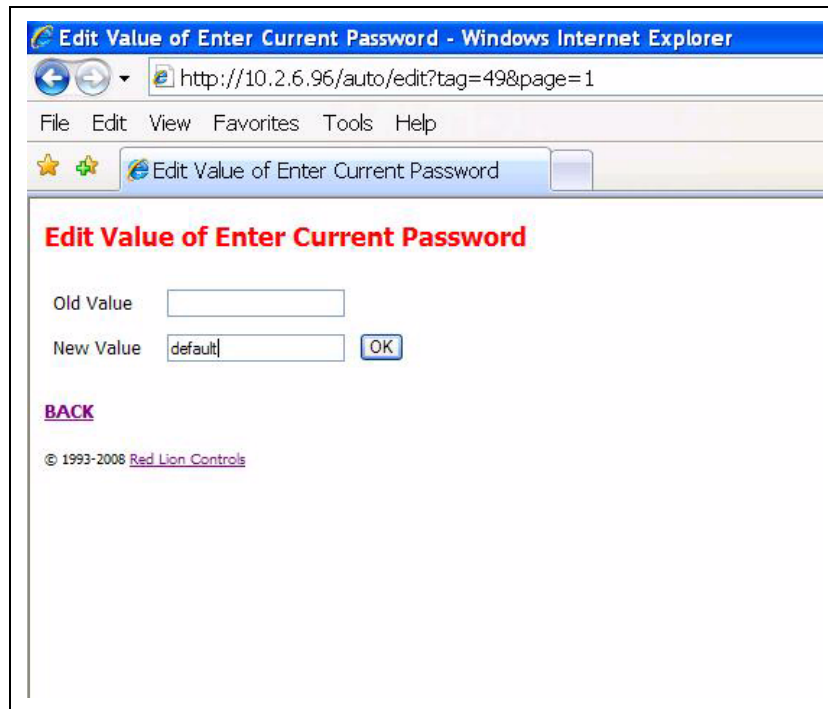 Edit Value of Enter Current Password - Windows Internet Explorer
http://10.2.6.96/auto/edit?tag=49&page=1
File Edit View Favorites Tools Help
Edit Value of Enter Current Password
Edit Value of Enter Current Password
Old Value
New Value default OK
BACK
© 1993-2008 Red Lion Controls